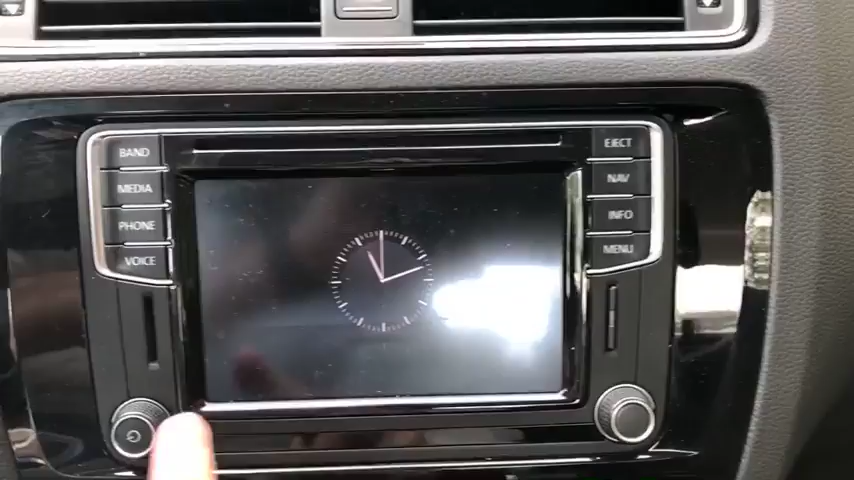 BAND
MEDIA
PHONE
VOICE
EJECT
NAV
INFO
MENU